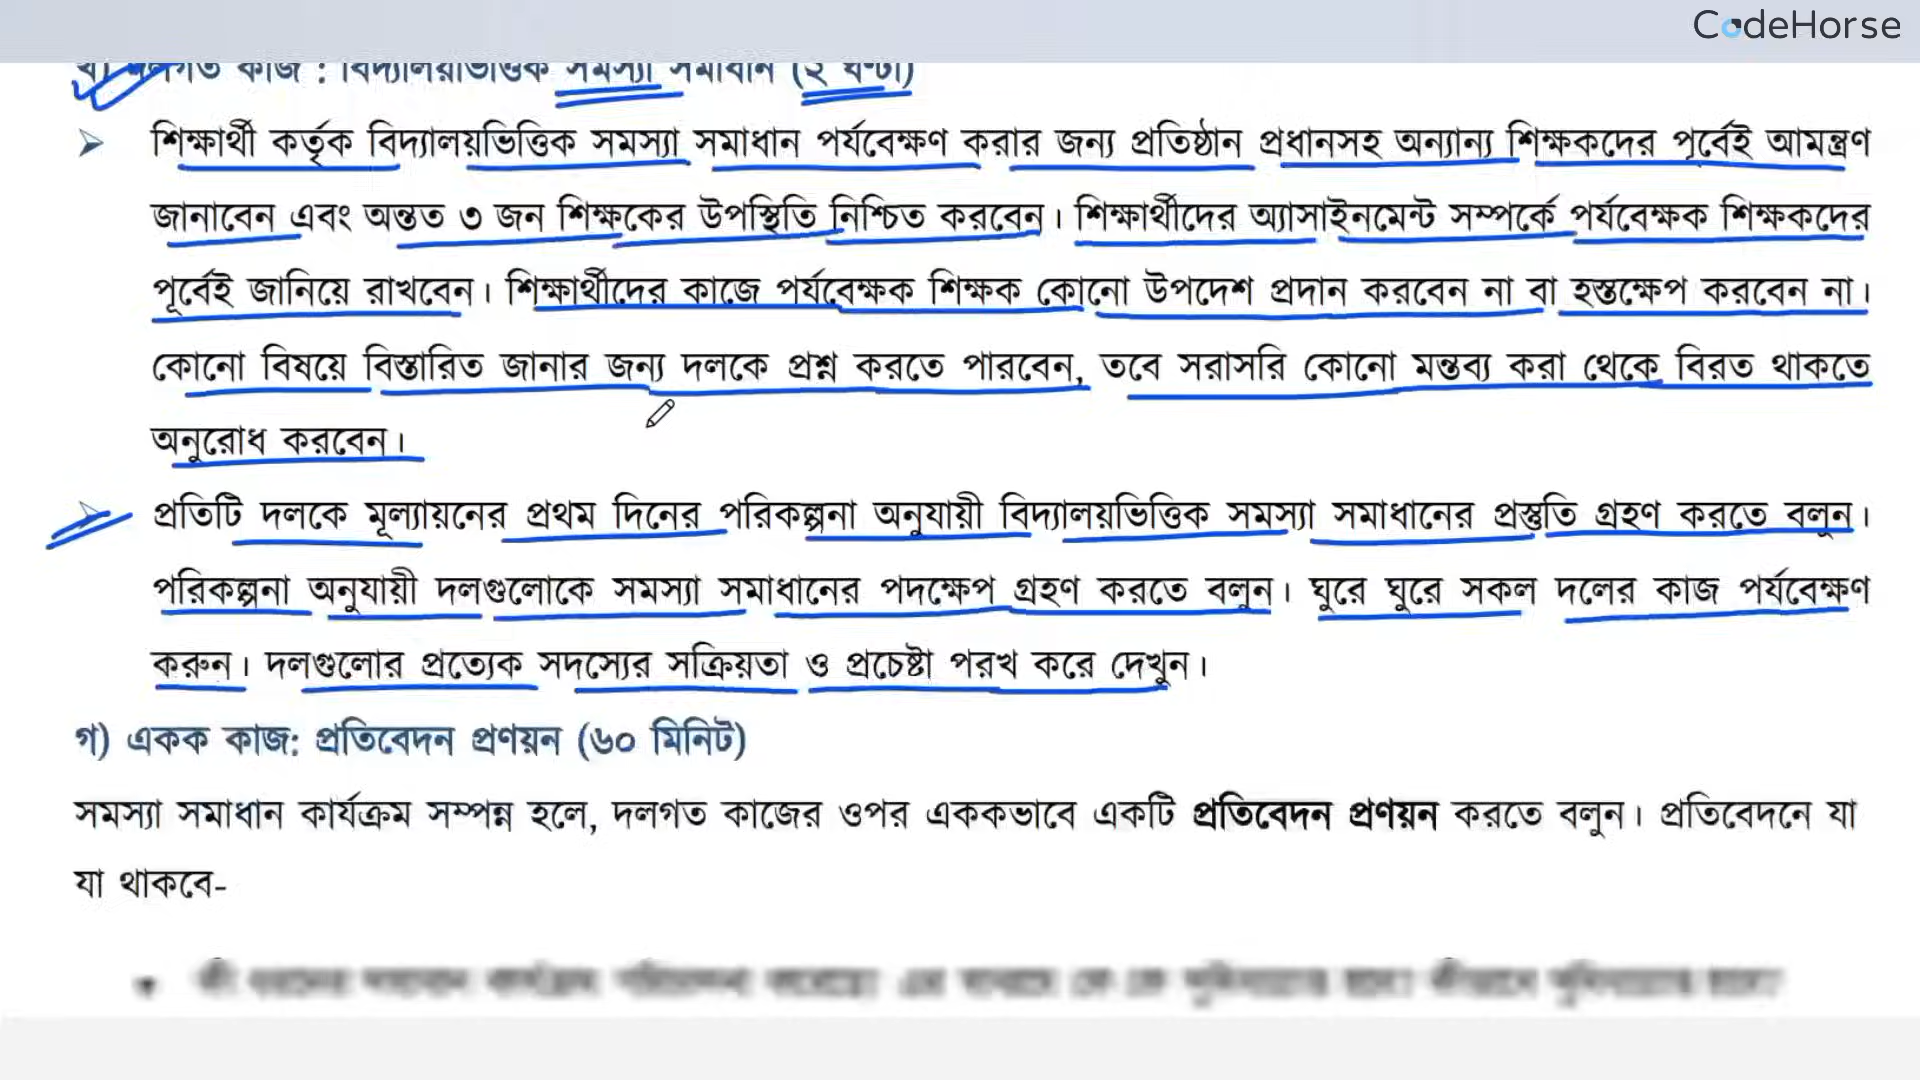 CodeHorse
খ) দলগত কাজ : বিদ্যালয়ভিত্তিক সমস্যা সমাধান (২ ঘণ্টা)
শিক্ষার্থী কর্তৃক বিদ্যালয়ভিত্তিক সমস্যা সমাধান পর্যবেক্ষণ করার জন্য প্রতিষ্ঠান প্রধানসহ অন্যান্য শিক্ষকদের পূর্বেই আমন্ত্রণ
জানাবেন এবং অন্তত ৩ জন শিক্ষকের উপস্থিতি নিশ্চিত করবেন। শিক্ষার্থীদের অ্যাসাইনমেন্ট সম্পর্কে পর্যবেক্ষক শিক্ষকদের
পূর্বেই জানিয়ে রাখবেন। শিক্ষার্থীদের কাজে পর্যবেক্ষক শিক্ষক কোনো উপদেশ প্রদান করবেন না বা হস্তক্ষেপ করবেন না।
কোনো বিষয়ে বিস্তারিত জানার জন্য দলকে প্রশ্ন করতে পারবেন, তবে সরাসরি কোনো মন্তব্য করা থেকে বিরত থাকতে
অনুরোধ করবেন।
প্রতিটি দলকে মূল্যায়নের প্রথম দিনের পরিকল্পনা অনুযায়ী বিদ্যালয়ভিত্তিক সমস্যা সমাধানের প্রস্তুতি গ্রহণ করতে বলুন।
পরিকল্পনা অনুযায়ী দলগুলোকে সমস্যা সমাধানের পদক্ষেপ গ্রহণ করতে বলুন। ঘুরে ঘুরে সকল দলের কাজ পর্যবেক্ষণ
করুন। দলগুলোর প্রত্যেক সদস্যের সক্রিয়তা ও প্রচেষ্টা পরখ করে দেখুন।
গ) একক কাজ: প্রতিবেদন প্রণয়ন (৬০ মিনিট)
সমস্যা সমাধান কার্যক্রম সম্পন্ন হলে, দলগত কাজের ওপর এককভাবে একটি প্রতিবেদন প্রণয়ন করতে বলুন। প্রতিবেদনে যা
যা থাকবে-